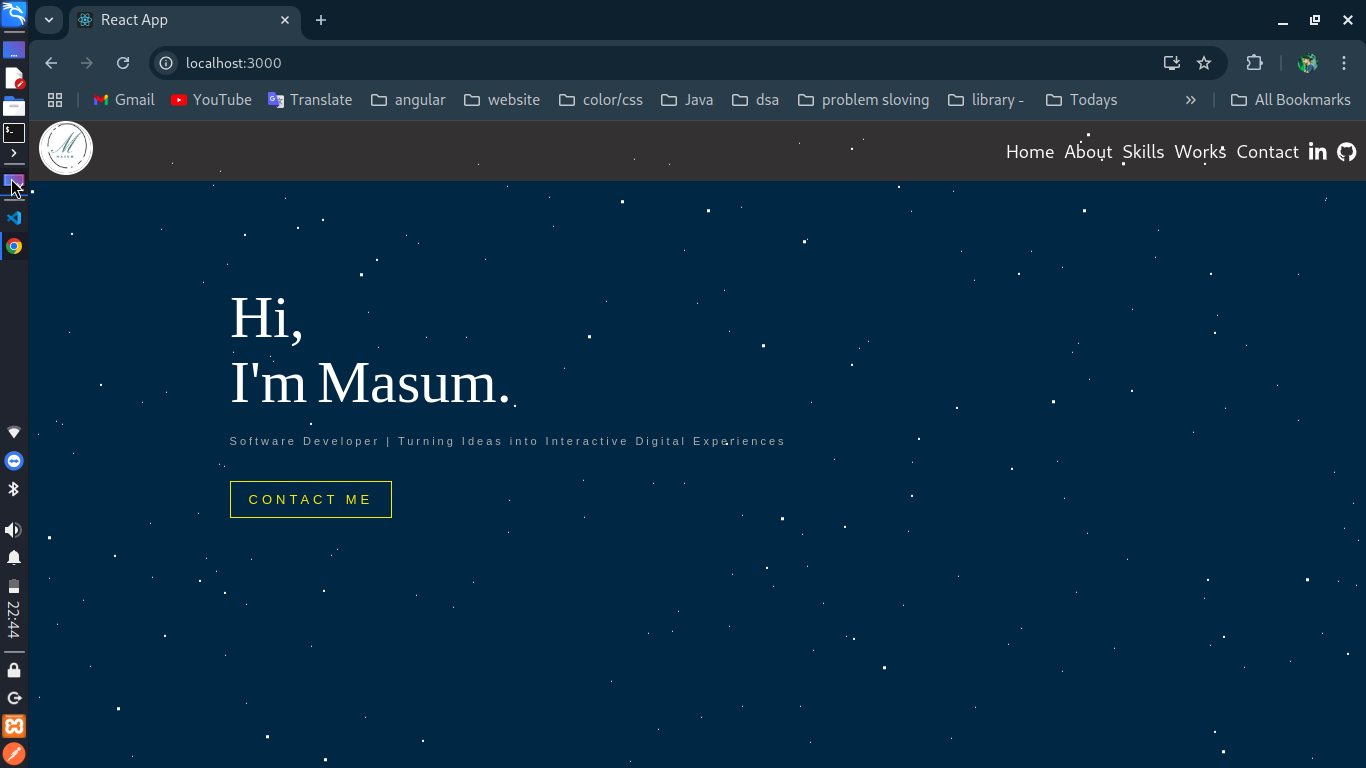 React App
localhost:3000
Gmail YouTube Translate angular website color/css Java dsa problem sloving library - Todays » All Bookmarks
M
MASUM
Home About Skills Works Contact in
Hi,
I'm Masum.
Software Developer | Turning Ideas into Interactive Digital Experiences
CONTACT ME
22:44